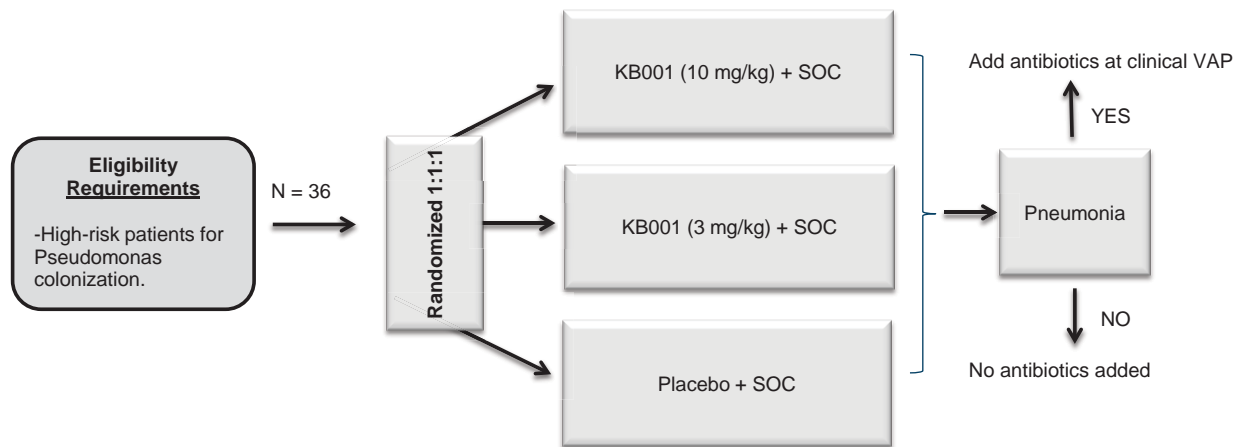 Eligibility
Requirements
-High-risk patients for
Pseudomonas
colonization.
N = 36
Randomized 1:1:1
KB001 (10 mg/kg) + SOC
KB001 (3 mg/kg) + SOC
Placebo + SOC
Add antibiotics at clinical VAP
YES
Pneumonia
NO
No antibiotics added